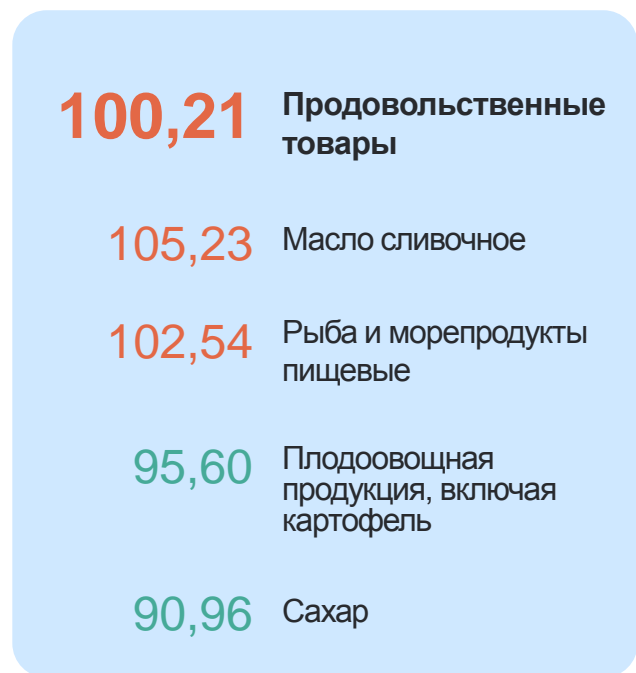 100,21 Продовольственные
товары
105,23 Масло сливочное
102,54 Рыба и морепродукты
пищевые
95,60 Плодоовощная
продукция, включая
картофель
90,96 Сахар